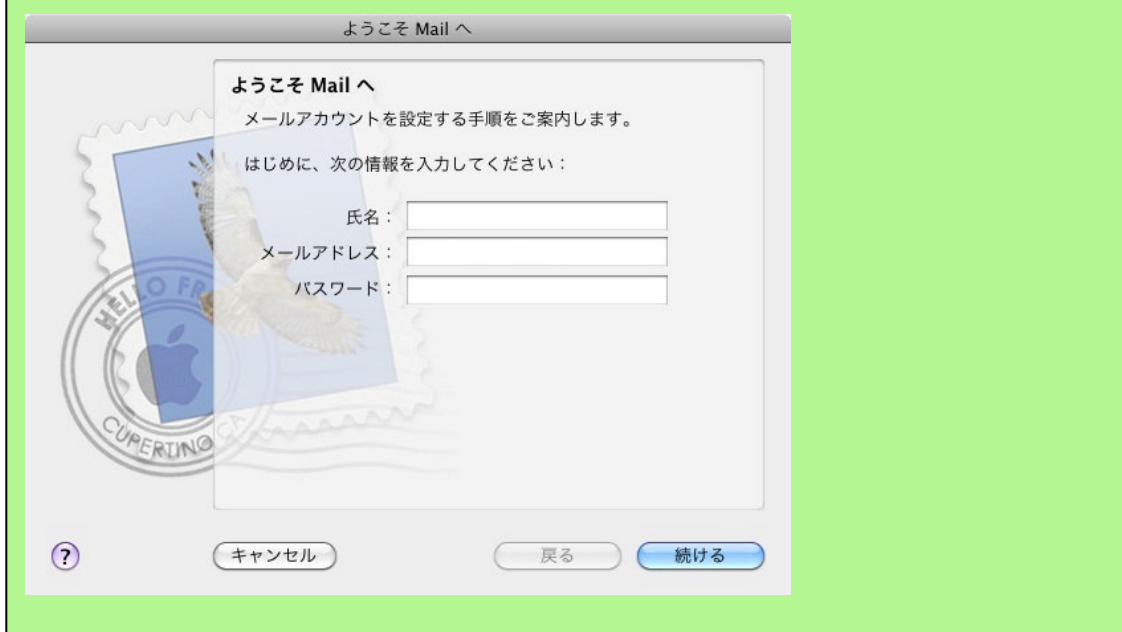 ようこそ Mail へ
ようこそ Mail へ
メールアカウントを設定する手順をご案内します。
はじめに、次の情報を入力してください：
氏名：
メールアドレス：
パスワード：
HELLO FR
CUPERTINO CA
?
キャンセル
戻る
続ける